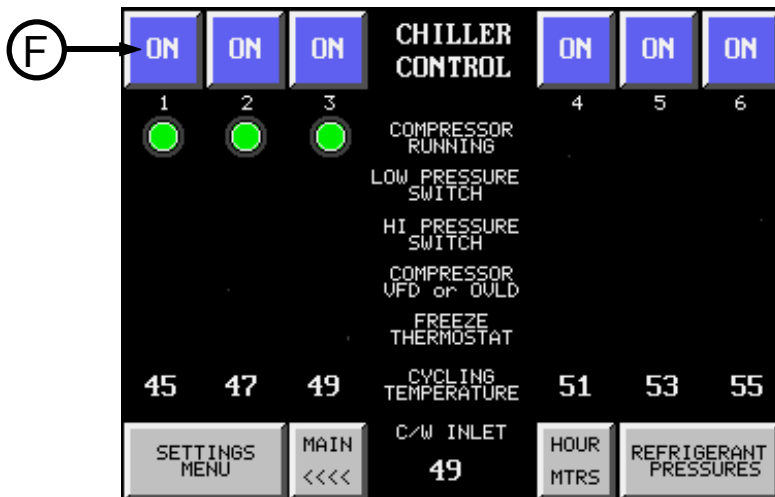 F
ON ON ON CHILLER CONTROL ON ON ON
1 2 3 4 5 6
COMPRESSOR
RUNNING
LOW PRESSURE
SWITCH
HI PRESSURE
SWITCH
COMPRESSOR
VFD or OVLD
FREEZE
THERMOSTAT
45 47 49 CYCLING TEMPERATURE 51 53 55
SETTINGS
MENU
MAIN
<<<<
C/W INLET
49
HOUR
MTRS
REFRIGERANT
PRESSURES